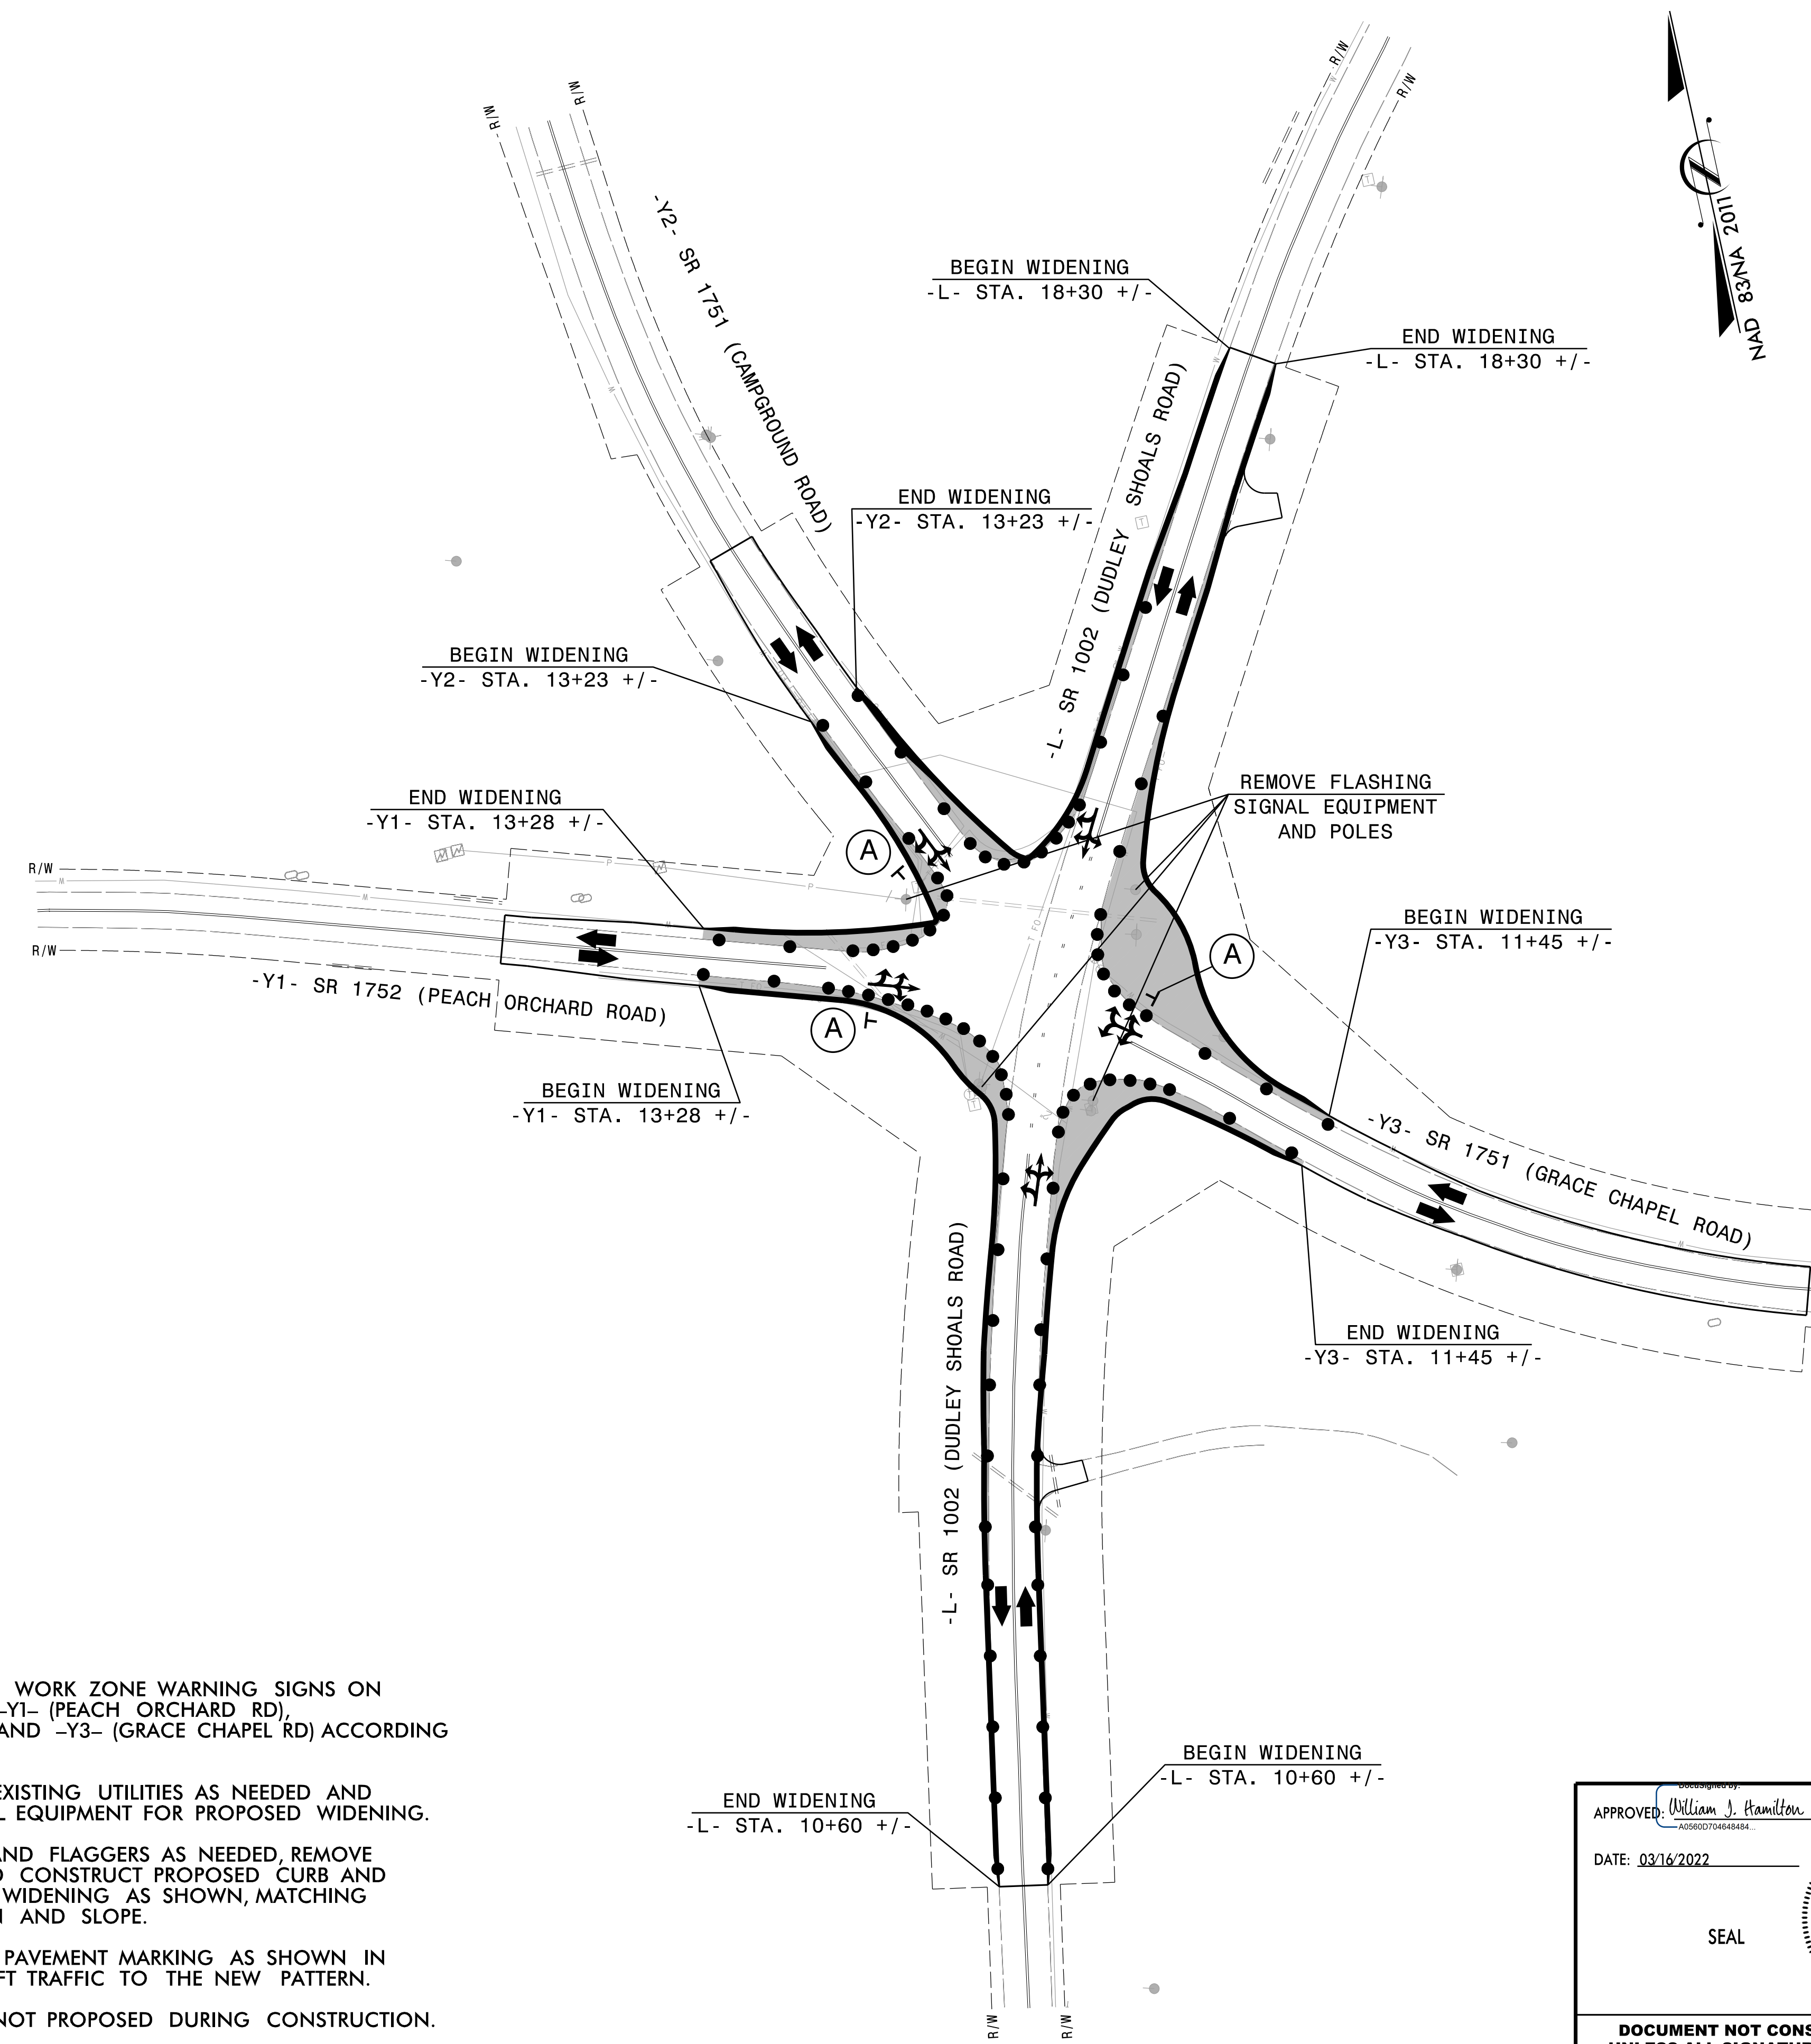 R/W
R/W
R/W
R/W
NAD 83/NA 2011
-Y2- SR 1751 (CAMPGROUND ROAD)
BEGIN WIDENING
-L- STA. 18+30 +/-
END WIDENING
-L- STA. 18+30 +/-
-L- SR 1002 (DUDLEY SHOALS ROAD)
END WIDENING
-Y2- STA. 13+23 +/-
BEGIN WIDENING
-Y2- STA. 13+23 +/-
END WIDENING
-Y1- STA. 13+28 +/-
REMOVE FLASHING
SIGNAL EQUIPMENT
AND POLES
A
R/W
R/W
BEGIN WIDENING
-Y3- STA. 11+45 +/-
A
-Y1- SR 1752 (PEACH ORCHARD ROAD)
A
BEGIN WIDENING
-Y1- STA. 13+28 +/-
-Y3- SR 1751 (GRACE CHAPEL ROAD)
-L- SR 1002 (DUDLEY SHOALS ROAD)
END WIDENING
-Y3- STA. 11+45 +/-
BEGIN WIDENING
-L- STA. 10+60 +/-
END WIDENING
-L- STA. 10+60 +/-
R/W
R/W
WORK ZONE WARNING SIGNS ON
-Y1- (PEACH ORCHARD RD),
AND -Y3- (GRACE CHAPEL RD) ACCORDING
EXISTING UTILITIES AS NEEDED AND
EQUIPMENT FOR PROPOSED WIDENING.
AND FLAGGERS AS NEEDED, REMOVE
CONSTRUCT PROPOSED CURB AND
WIDENING AS SHOWN, MATCHING
AND SLOPE.
PAVEMENT MARKING AS SHOWN IN
TRAFFIC TO THE NEW PATTERN.
NOT PROPOSED DURING CONSTRUCTION.
DocuSigned by:
APPROVED: William J. Hamilton
A0560D704648484...
DATE: 03/16/2022
SEAL
DOCUMENT NOT CONS
UNLESS ALL SIGNATU